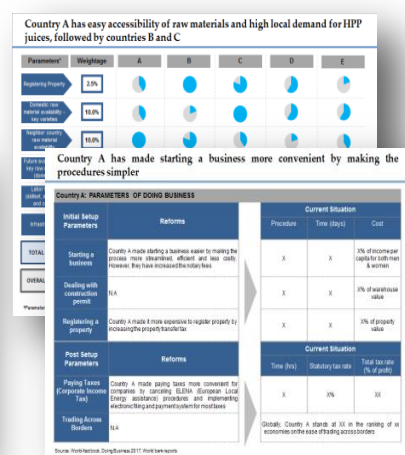 Country A has easy accessibility of raw materials and high local demand for HPP
juices, followed by countries B and C
Parameters* Weightage A B C D E
Registering Property 2.5%
Domestic raw
material availability -
key varieties
10.0%
Neighbor country
raw material
availability
10.0%
Country A has made starting a business more convenient by making the
procedures simpler
Country A: PARAMETERS OF DOING BUSINESS
Initial Setup
Parameters
Reforms
Current Situation
Procedure Time (days) Cost
Starting a
business
Country A made starting a business easier by making the
process more streamlined, efficient and less costly.
However, they have increased the notary fees
X X X% of income per
capita for both men
& women
Dealing with
construction
permit
N/A
X X X% of warehouse
value
Registering a
property
Country A made it more expensive to register property by
increasing the property transfer tax
X X X% of property
value
Post Setup
Parameters
Reforms
Current Situation
Time (hrs) Statutory tax rate Total tax rate
(% of profit)
Paying Taxes
(Corporate Income
Tax)
Country A made paying taxes more convenient for
companies by canceling ELENA (European Local
Energy assistance) procedures and implementing
electronic filing and payment system for most taxes
X X% XX
Trading Across
Borders
N/A
Globally, Country A stands at XX in the ranking of xx
economies on the ease of trading across borders
TOTAL
Source: World factbook, Doing Business 2017, World bank reports